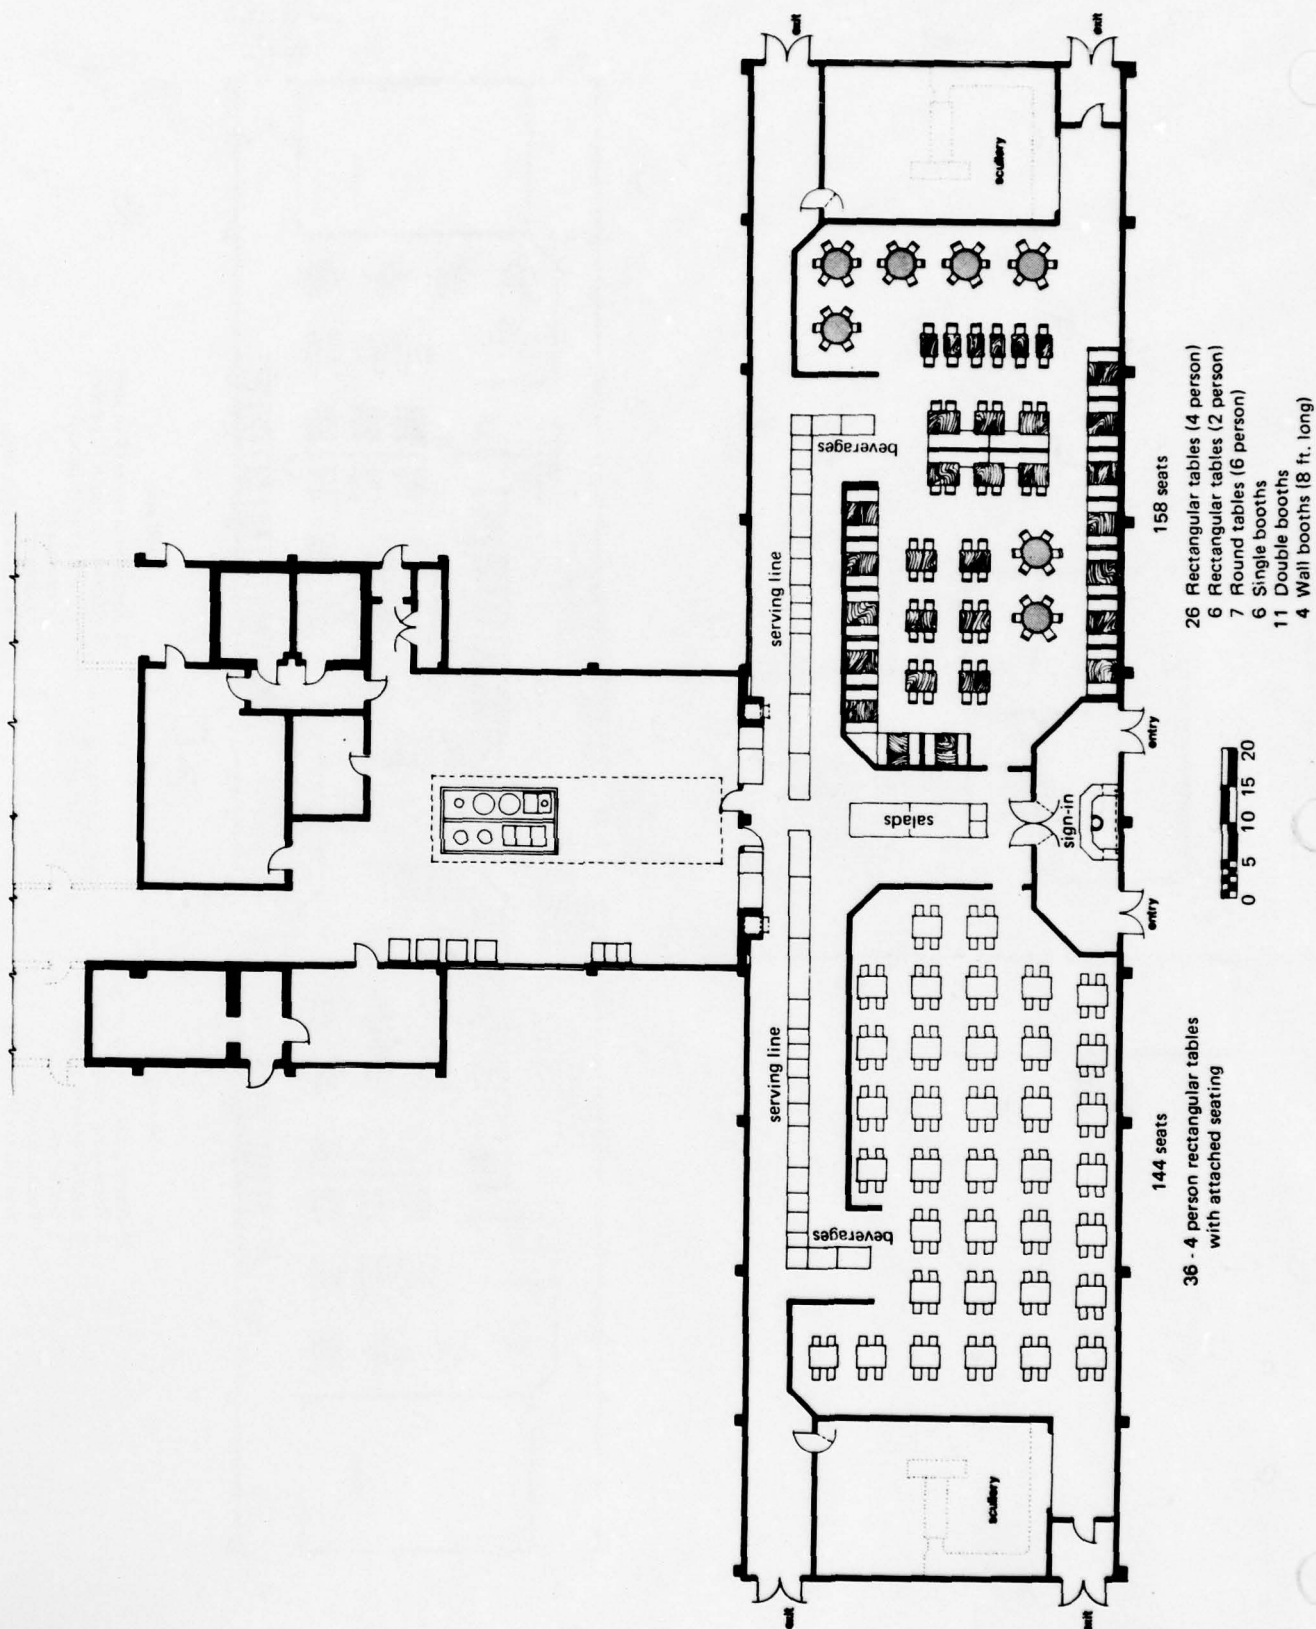 exit
exit
scullery
beverages
serving line
salads
sign-in
entry
entry
serving line
beverages
scullery
exit
exit
158 seats
26 Rectangular tables (4 person)
6 Rectangular tables (2 person)
7 Round tables (6 person)
6 Single booths
11 Double booths
4 Wall booths (8 ft. long)
0 5 10 15 20
144 seats
36 - 4 person rectangular tables
with attached seating